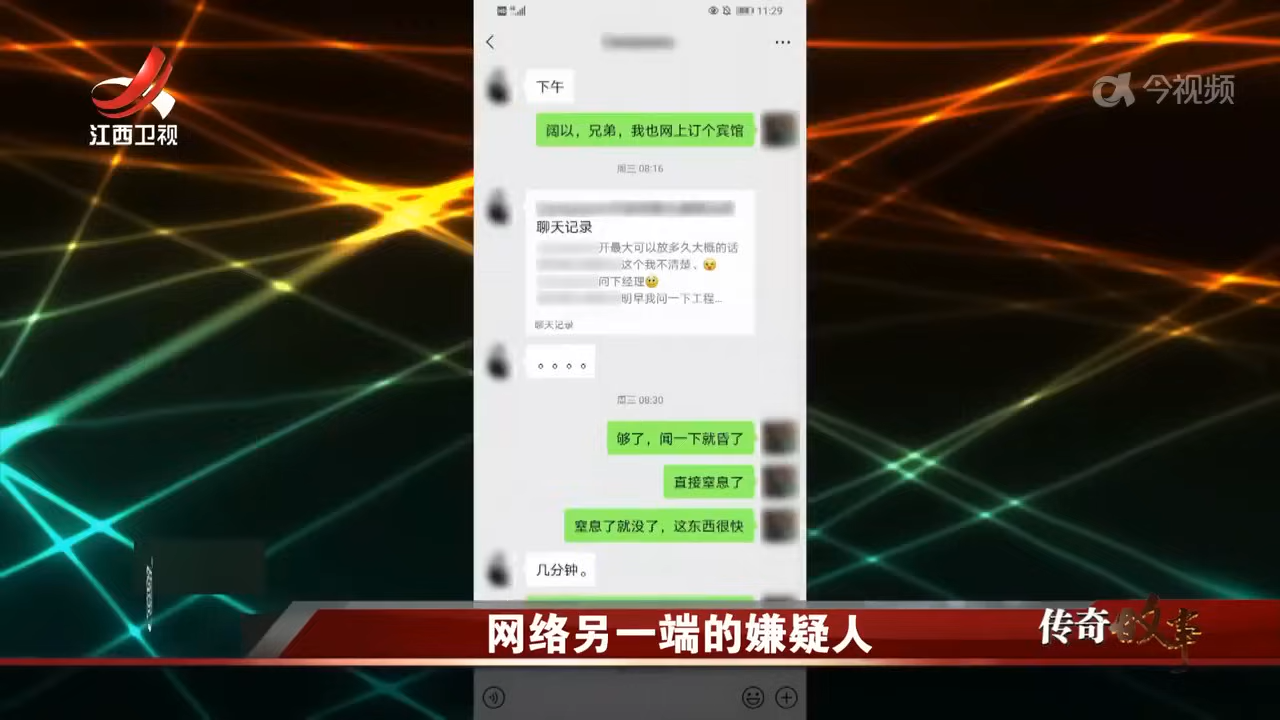 11:29
江西卫视
今视频
下午
阔以，兄弟，我也网上订个宾馆
周三 08:16
聊天记录
开最大可以放多久大概的话
这个我不清楚、😧
问下经理🙂
明早我问一下工程...
聊天记录
。。。。
周三 08:30
够了，闻一下就昏了
直接窒息了
窒息了就没了，这东西很快
几分钟。
网络另一端的嫌疑人
传奇故事